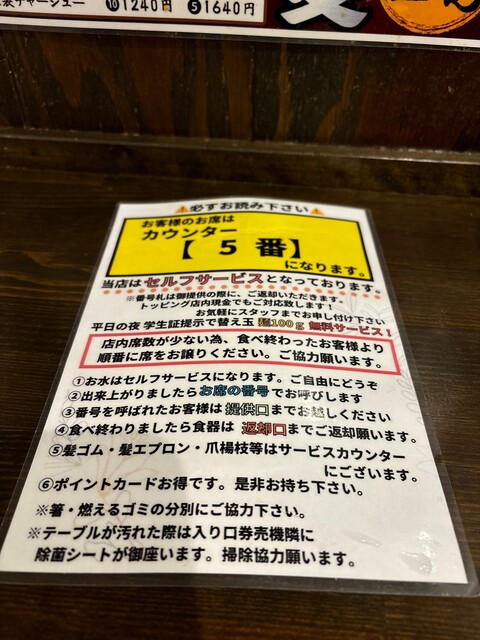 ⑩1240円 ⑤1640円
⚠必ずお読み下さい⚠
お客様のお席は
カウンター
【 5 番】
になります。
当店はセルフサービスとなっております。
※番号札は御提供の際に、ご返却いただきます。
トッピング店内現金でもご対応致します！
お気軽にスタッフまでお申し付け下さい
平日の夜 学生証提示で替え玉 麺100g 無料サービス！
店内席数が少ない為、食べ終わったお客様より
順番に席をお譲りください。ご協力願います。
①お水はセルフサービスになります。ご自由にどうぞ
②出来上がりましたらお席の番号でお呼びします
③番号を呼ばれたお客様は提供口までお越しください
④食べ終わりましたら食器は返却口までご返却願います。
⑤髪ゴム・髪エプロン・爪楊枝等はサービスカウンター
にございます。
⑥ポイントカードお得です。是非お持ち下さい。
※箸・燃えるゴミの分別にご協力下さい。
※テーブルが汚れた際は入り口券売機隣に
除菌シートが御座います。掃除協力願います。